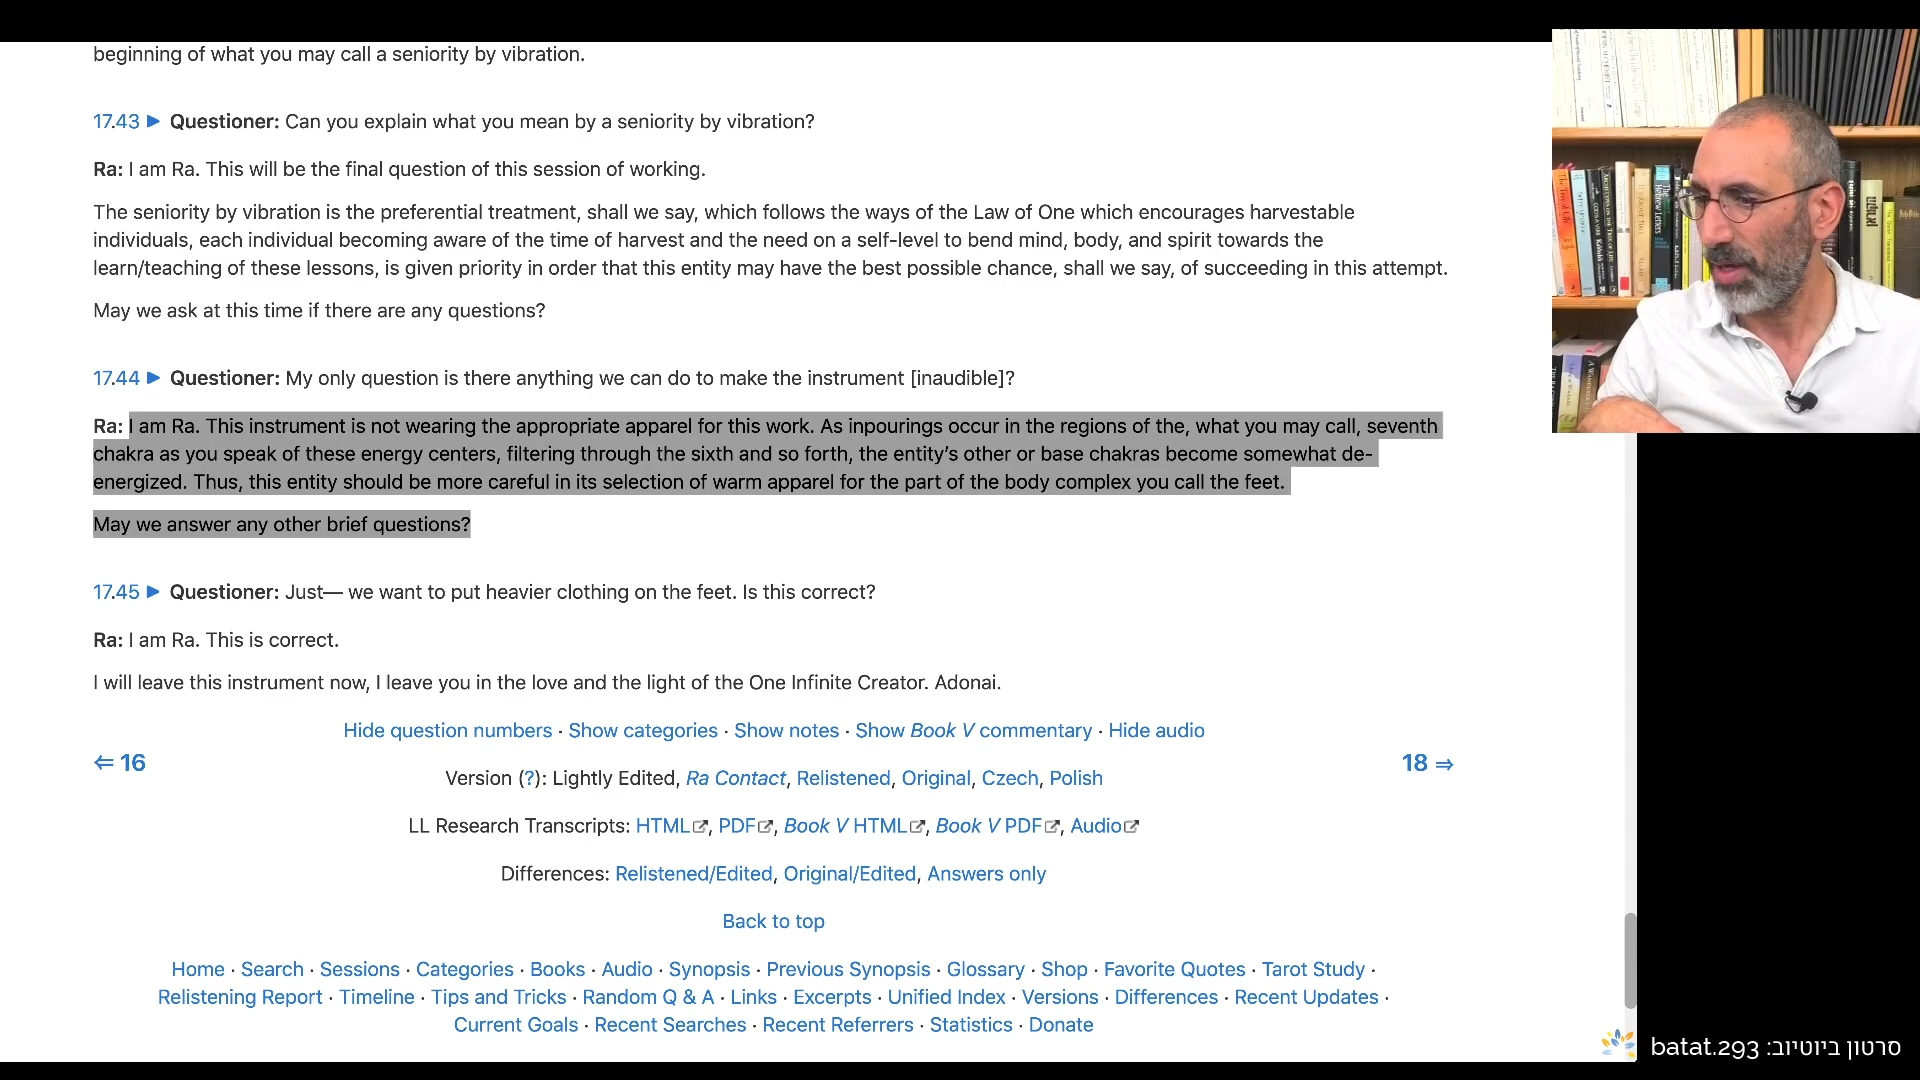 beginning of what you may call a seniority by vibration.
17.43 ▶ Questioner: Can you explain what you mean by a seniority by vibration?
Ra: I am Ra. This will be the final question of this session of working.
The seniority by vibration is the preferential treatment, shall we say, which follows the ways of the Law of One which encourages harvestable
individuals, each individual becoming aware of the time of harvest and the need on a self-level to bend mind, body, and spirit towards the
learn/teaching of these lessons, is given priority in order that this entity may have the best possible chance, shall we say, of succeeding in this attempt.
May we ask at this time if there are any questions?
17.44 ▶ Questioner: My only question is there anything we can do to make the instrument [inaudible]?
Ra: I am Ra. This instrument is not wearing the appropriate apparel for this work. As inpourings occur in the regions of the, what you may call, seventh
chakra as you speak of these energy centers, filtering through the sixth and so forth, the entity’s other or base chakras become somewhat de-
energized. Thus, this entity should be more careful in its selection of warm apparel for the part of the body complex you call the feet.
May we answer any other brief questions?
17.45 ▶ Questioner: Just— we want to put heavier clothing on the feet. Is this correct?
Ra: I am Ra. This is correct.
I will leave this instrument now, I leave you in the love and the light of the One Infinite Creator. Adonai.
Hide question numbers · Show categories · Show notes · Show Book V commentary · Hide audio
⇐ 16
18 ⇒
Version (?): Lightly Edited, Ra Contact, Relistened, Original, Czech, Polish
LL Research Transcripts: HTML, PDF, Book V HTML, Book V PDF, Audio
Differences: Relistened/Edited, Original/Edited, Answers only
Back to top
Home · Search · Sessions · Categories · Books · Audio · Synopsis · Previous Synopsis · Glossary · Shop · Favorite Quotes · Tarot Study ·
Relistening Report · Timeline · Tips and Tricks · Random Q & A · Links · Excerpts · Unified Index · Versions · Differences · Recent Updates ·
Current Goals · Recent Searches · Recent Referrers · Statistics · Donate
סרטון ביוטיוב: batat.293